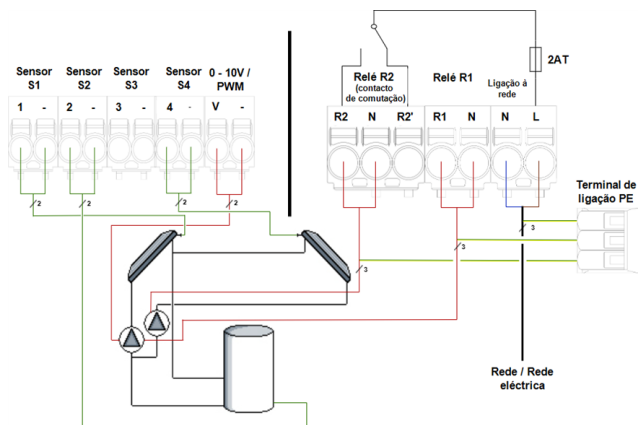 2AT
Sensor S1
Sensor S2
Sensor S3
Sensor S4
0 - 10V / PWM
Relé R2
(contacto
de comutação)
Relé R1
Ligação à
rede
1 - 2 - 3 - 4 - V -
R2 N R2' R1 N N L
2 2 2 2
3 3 3
Terminal de
ligação PE
Rede / Rede
eléctrica